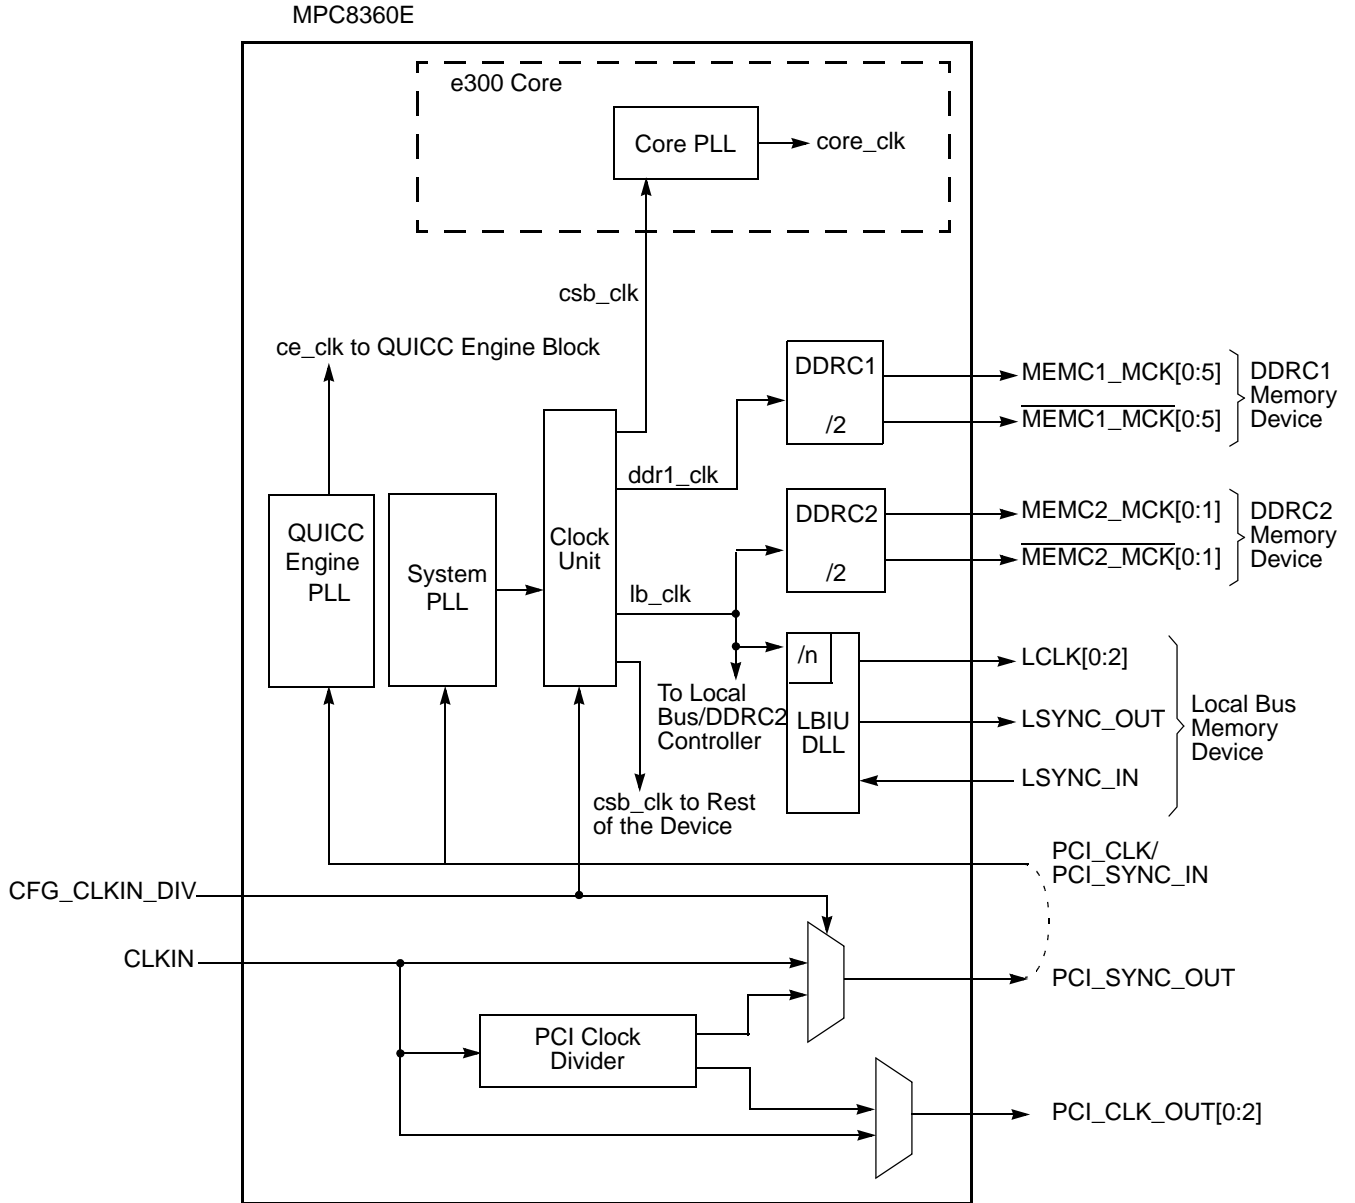 MPC8360E
e300 Core
Core PLL
core_clk
csb_clk
ce_clk to QUICC Engine Block
DDRC1
/2
MEMC1_MCK[0:5]
MEMC1_MCK[0:5]
DDRC1
Memory
Device
ddr1_clk
QUICC
Engine
PLL
System
PLL
Clock
Unit
DDRC2
/2
MEMC2_MCK[0:1]
MEMC2_MCK[0:1]
DDRC2
Memory
Device
lb_clk
/n
LBIU
DLL
To Local
Bus/DDRC2
Controller
LCLK[0:2]
LSYNC_OUT
LSYNC_IN
Local Bus
Memory
Device
csb_clk to Rest
of the Device
PCI_CLK/
PCI_SYNC_IN
CFG_CLKIN_DIV
CLKIN
PCI_SYNC_OUT
PCI Clock
Divider
PCI_CLK_OUT[0:2]